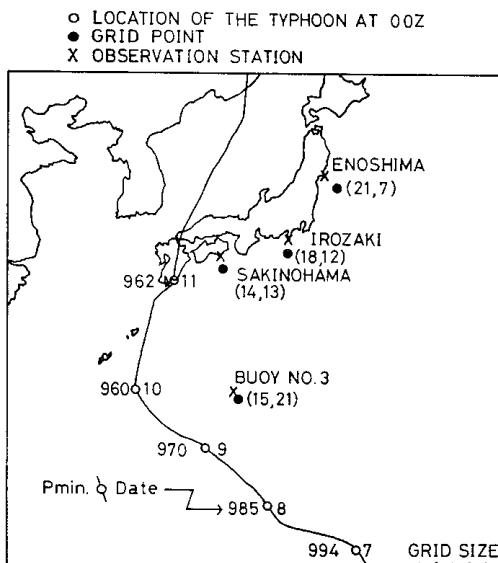 o LOCATION OF THE TYPHOON AT 00Z
● GRID POINT
X OBSERVATION STATION
ENOSHIMA
(21,7)
IROZAKI
(18,12)
SAKINOHAMA
(14,13)
962 11
BUOY NO.3
(15,21)
960 10
970 9
Pmin. Date
985 8
994 7
GRID SIZE